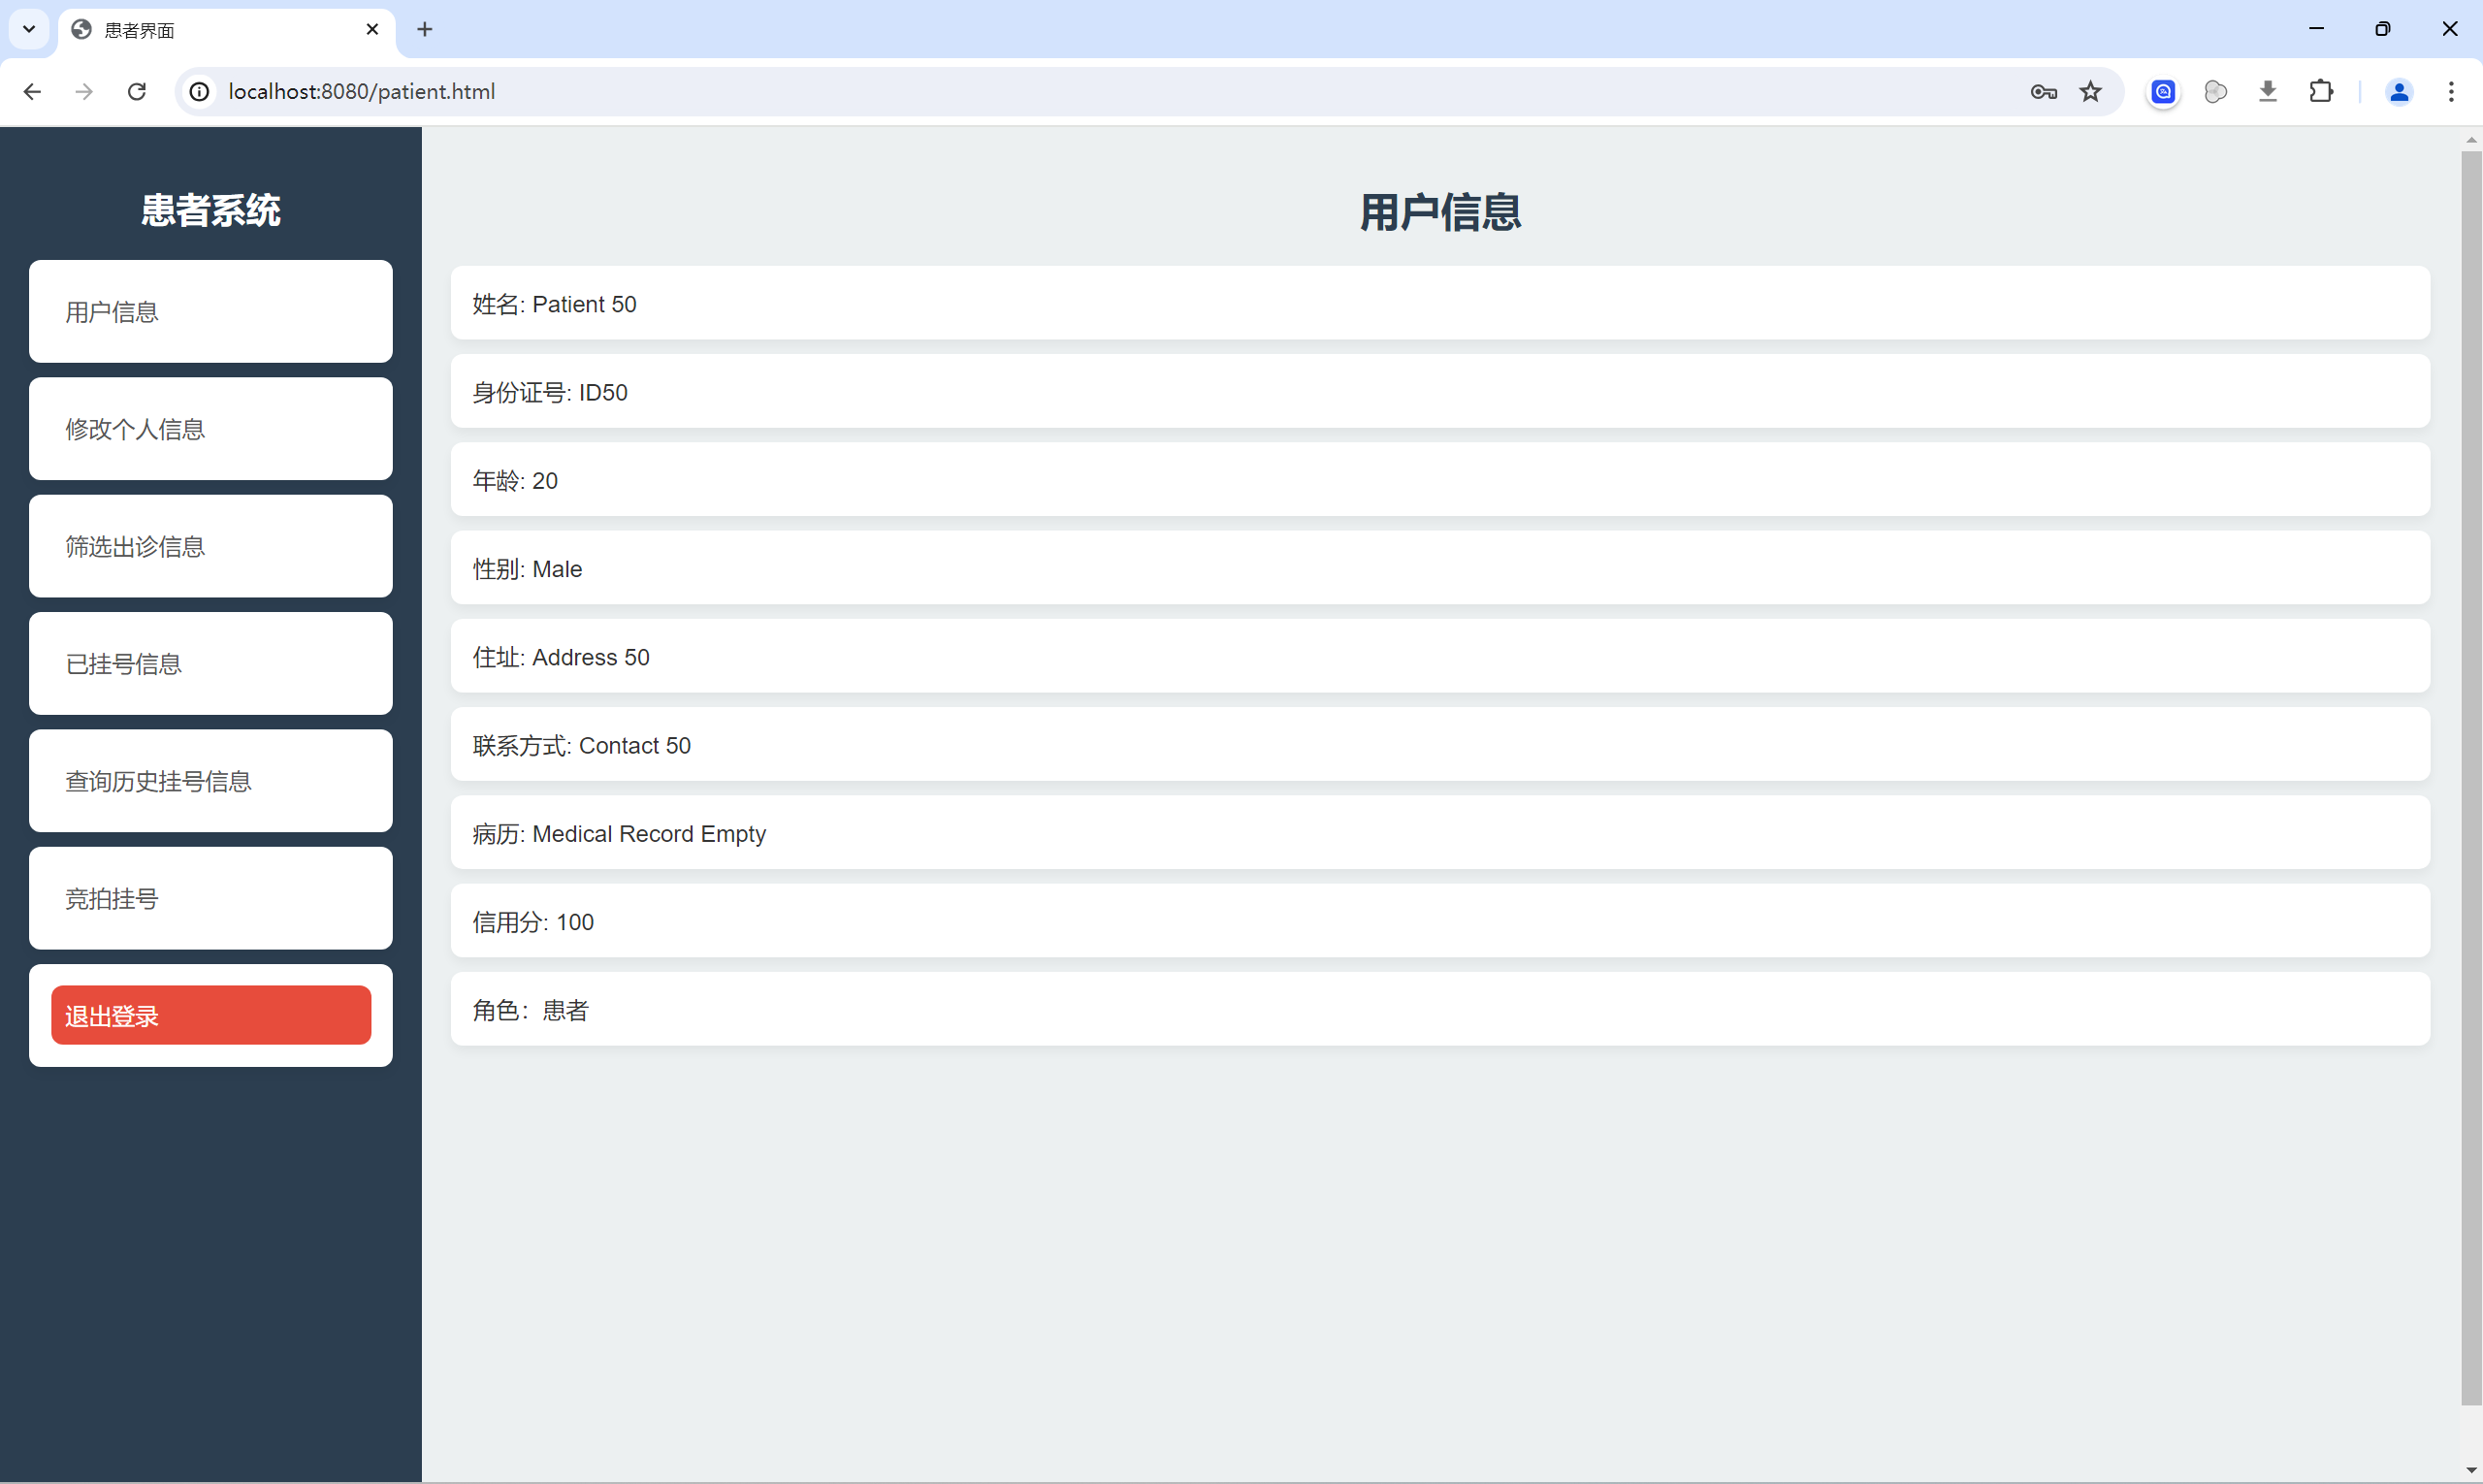 患者界面
localhost:8080/patient.html
患者系统
用户信息
修改个人信息
筛选出诊信息
已挂号信息
查询历史挂号信息
竞拍挂号
退出登录
用户信息
姓名: Patient 50
身份证号: ID50
年龄: 20
性别: Male
住址: Address 50
联系方式: Contact 50
病历: Medical Record Empty
信用分: 100
角色：患者